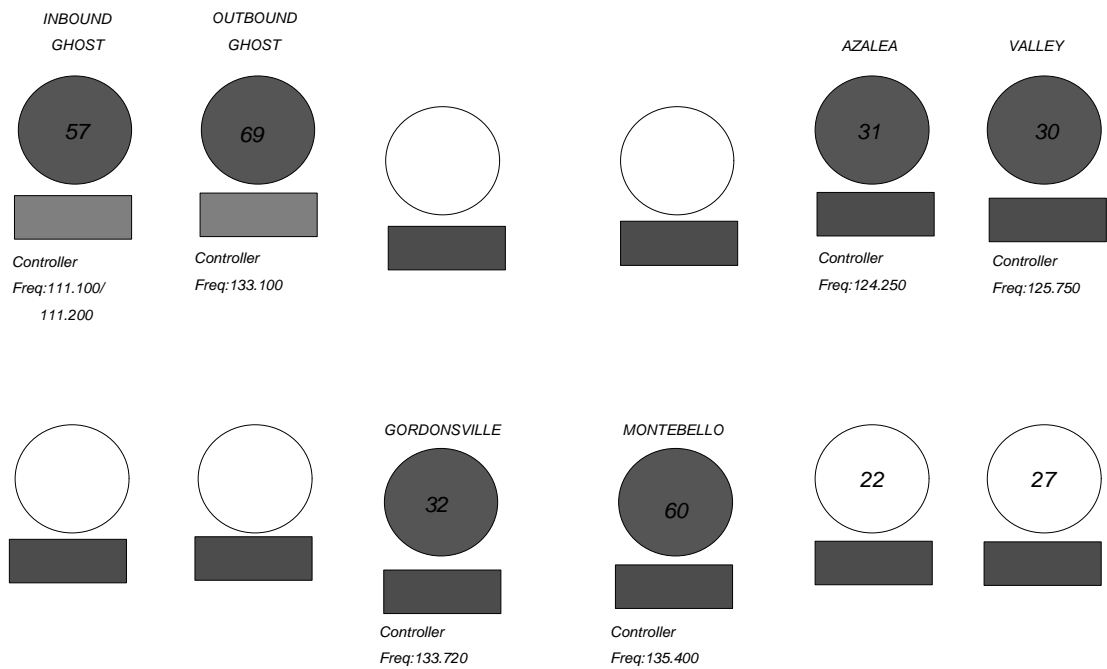 INBOUND
GHOST
OUTBOUND
GHOST
AZALEA
VALLEY
57
69
31
30
Controller
Freq:111.100/
111.200
Controller
Freq:133.100
Controller
Freq:124.250
Controller
Freq:125.750
GORDONSVILLE
MONTEBELLO
32
60
22
27
Controller
Freq:133.720
Controller
Freq:135.400